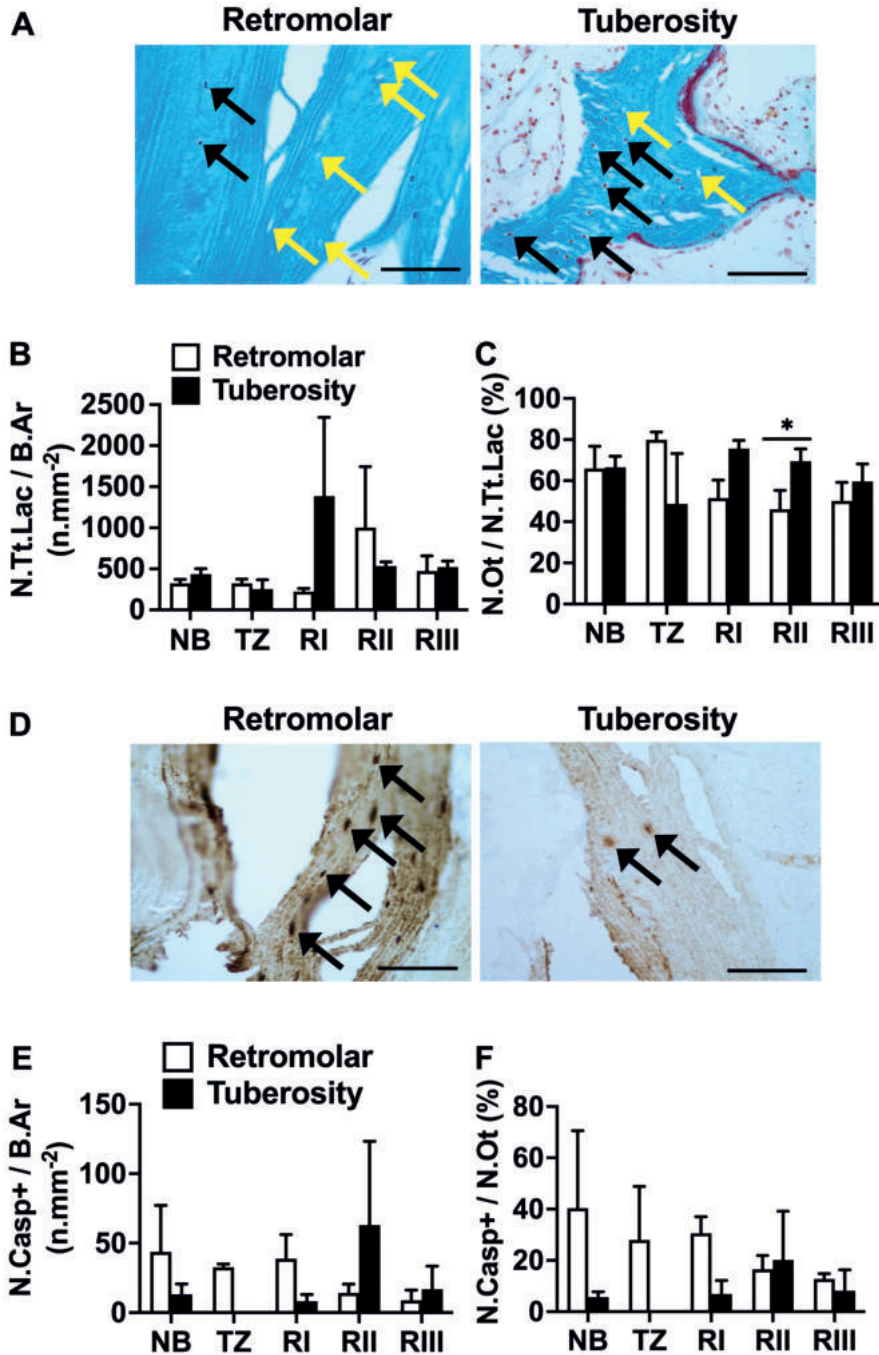 A
Retromolar
Tuberosity
B
N.Tt.Lac / B.Ar
(n.mm-2)
Retromolar
Tuberosity
2500
2000
1500
1000
500
0
NB TZ RI RII RIII
C
N.Ot / N.Tt.Lac (%)
100
80
60
40
20
0
*
NB TZ RI RII RIII
D
Retromolar
Tuberosity
E
N.Casp+ / B.Ar
(n.mm-2)
Retromolar
Tuberosity
150
100
50
0
NB TZ RI RII RIII
F
N.Casp+ / N.Ot (%)
80
60
40
20
0
NB TZ RI RII RIII